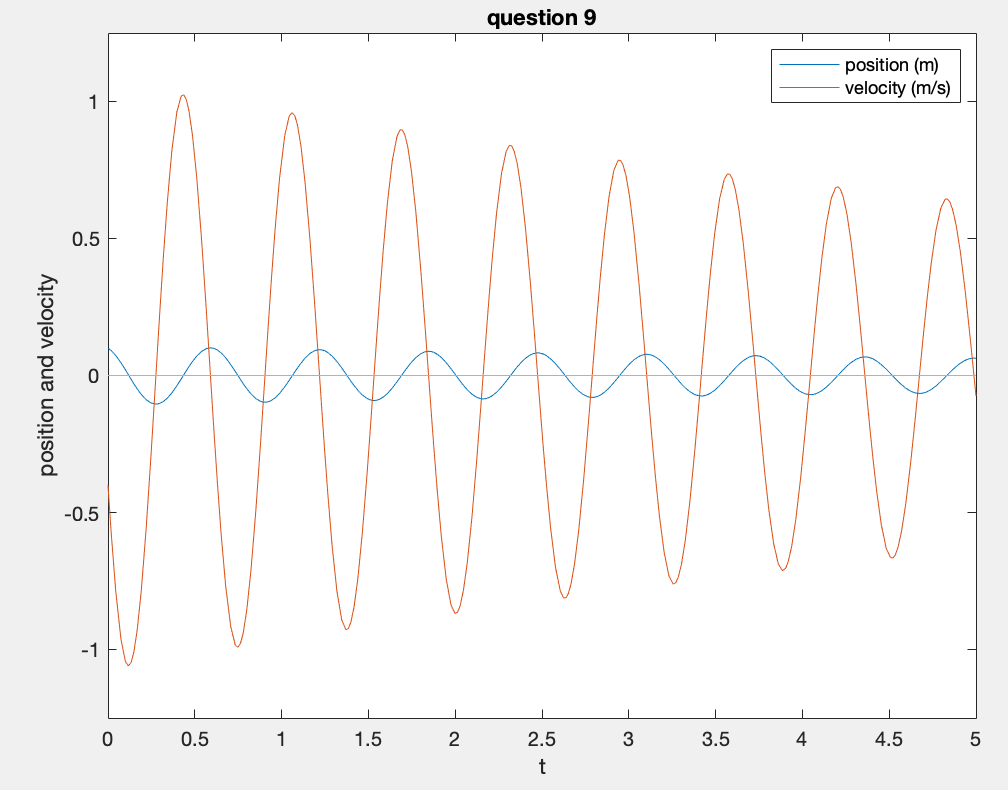 question 9
position (m)
velocity (m/s)
position and velocity
1
0.5
0
-0.5
-1
0 0.5 1 1.5 2 2.5 3 3.5 4 4.5 5
t